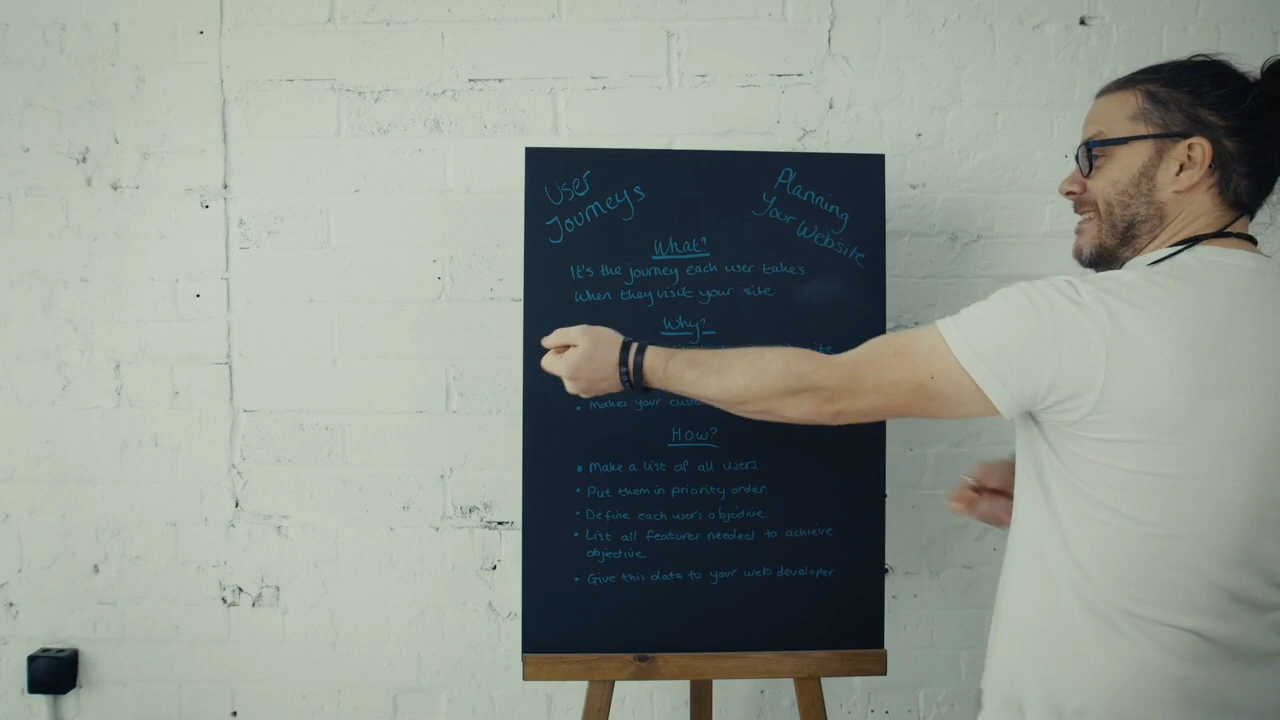 User
Journeys
Planning
Your Website
What?
It's the journey each user takes
When they visit your site.
Why?
site
• Makes your
How?
• Make a list of all users.
• Put them in priority order.
• Define each user's objective.
• List all features needed to achieve
objective
• Give this data to your web developer